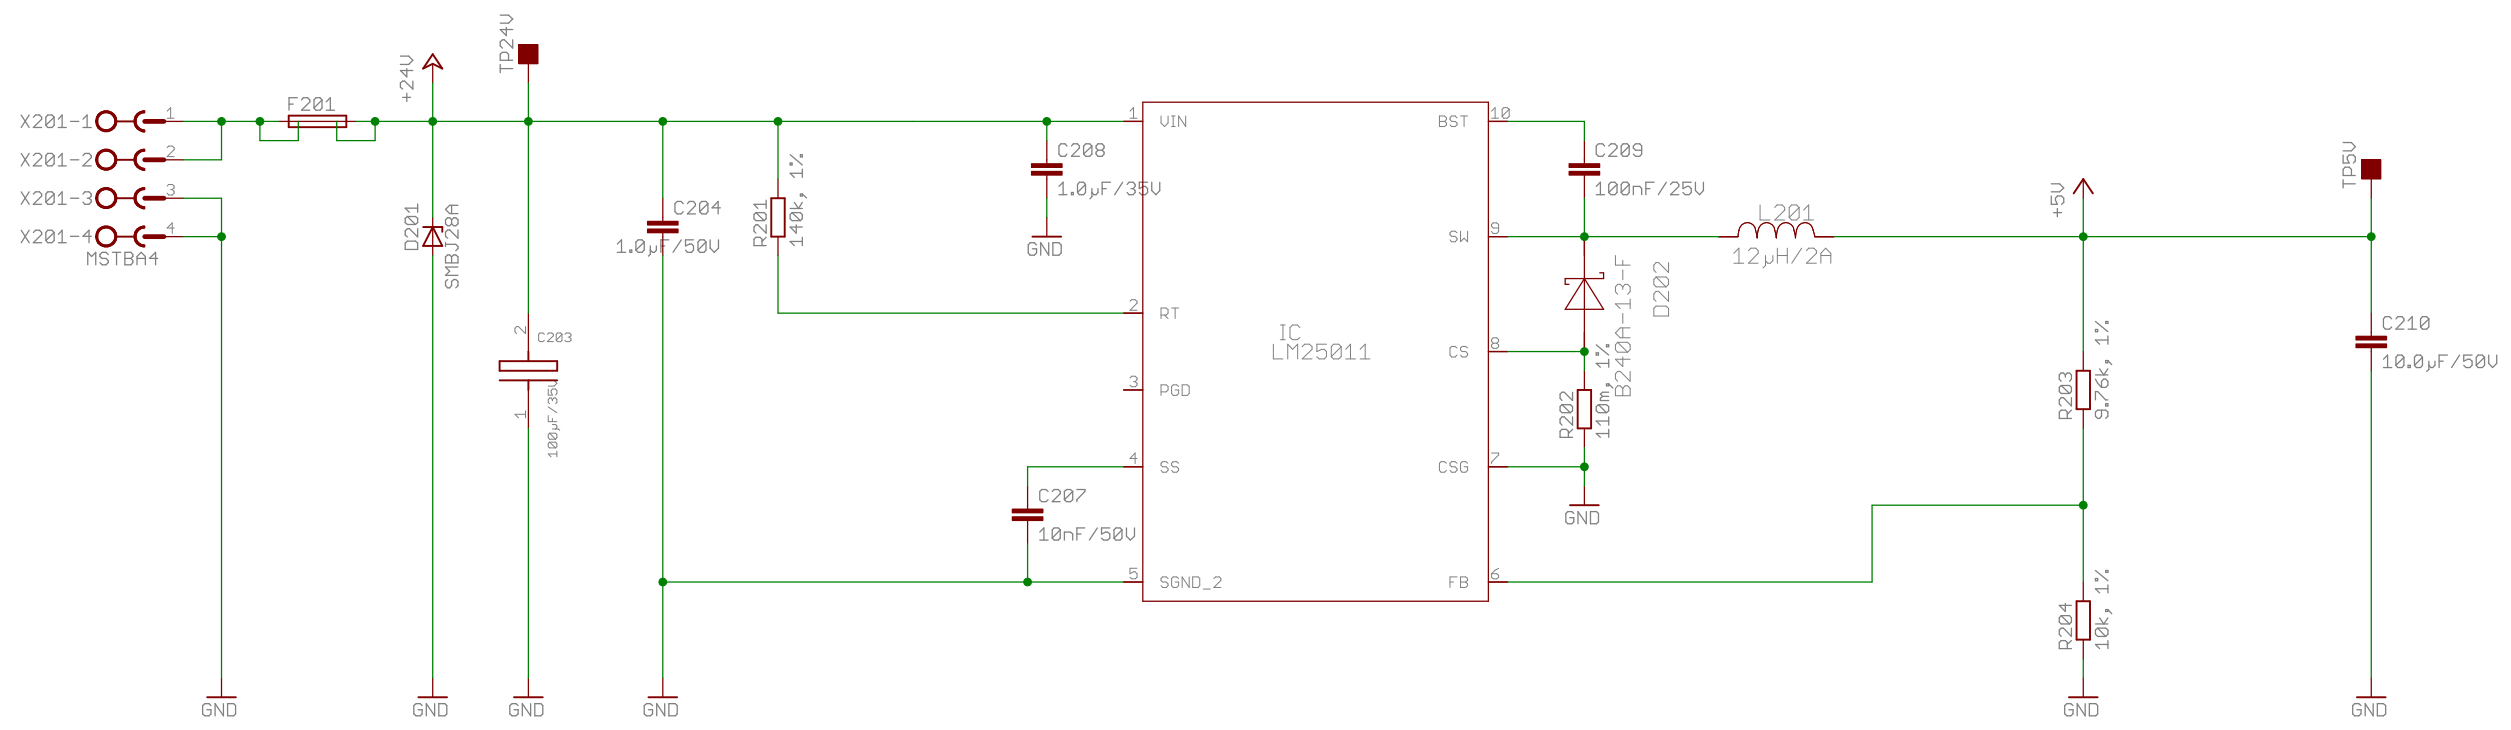 TP24V
+24V
X201-1
1
F201
X201-2
2
X201-3
3
X201-4
4
MSTBA4
GND
D201
SMBJ28A
GND
2
C203
1
100µF/35V
GND
C204
1.0µF/50V
GND
R201
140k, 1%
C208
1.0µF/35V
GND
C207
10nF/50V
1
VIN
2
RT
3
PGD
4
SS
5
SGND_2
IC
LM25011
10
BST
9
SW
8
CS
7
CSG
6
FB
C209
100nF/25V
B240A-13-F
D202
R202
110m, 1%
GND
L201
12µH/2A
+5V
TP5V
R203
9.76k, 1%
R204
10k, 1%
GND
C210
100.0µF/50V
GND